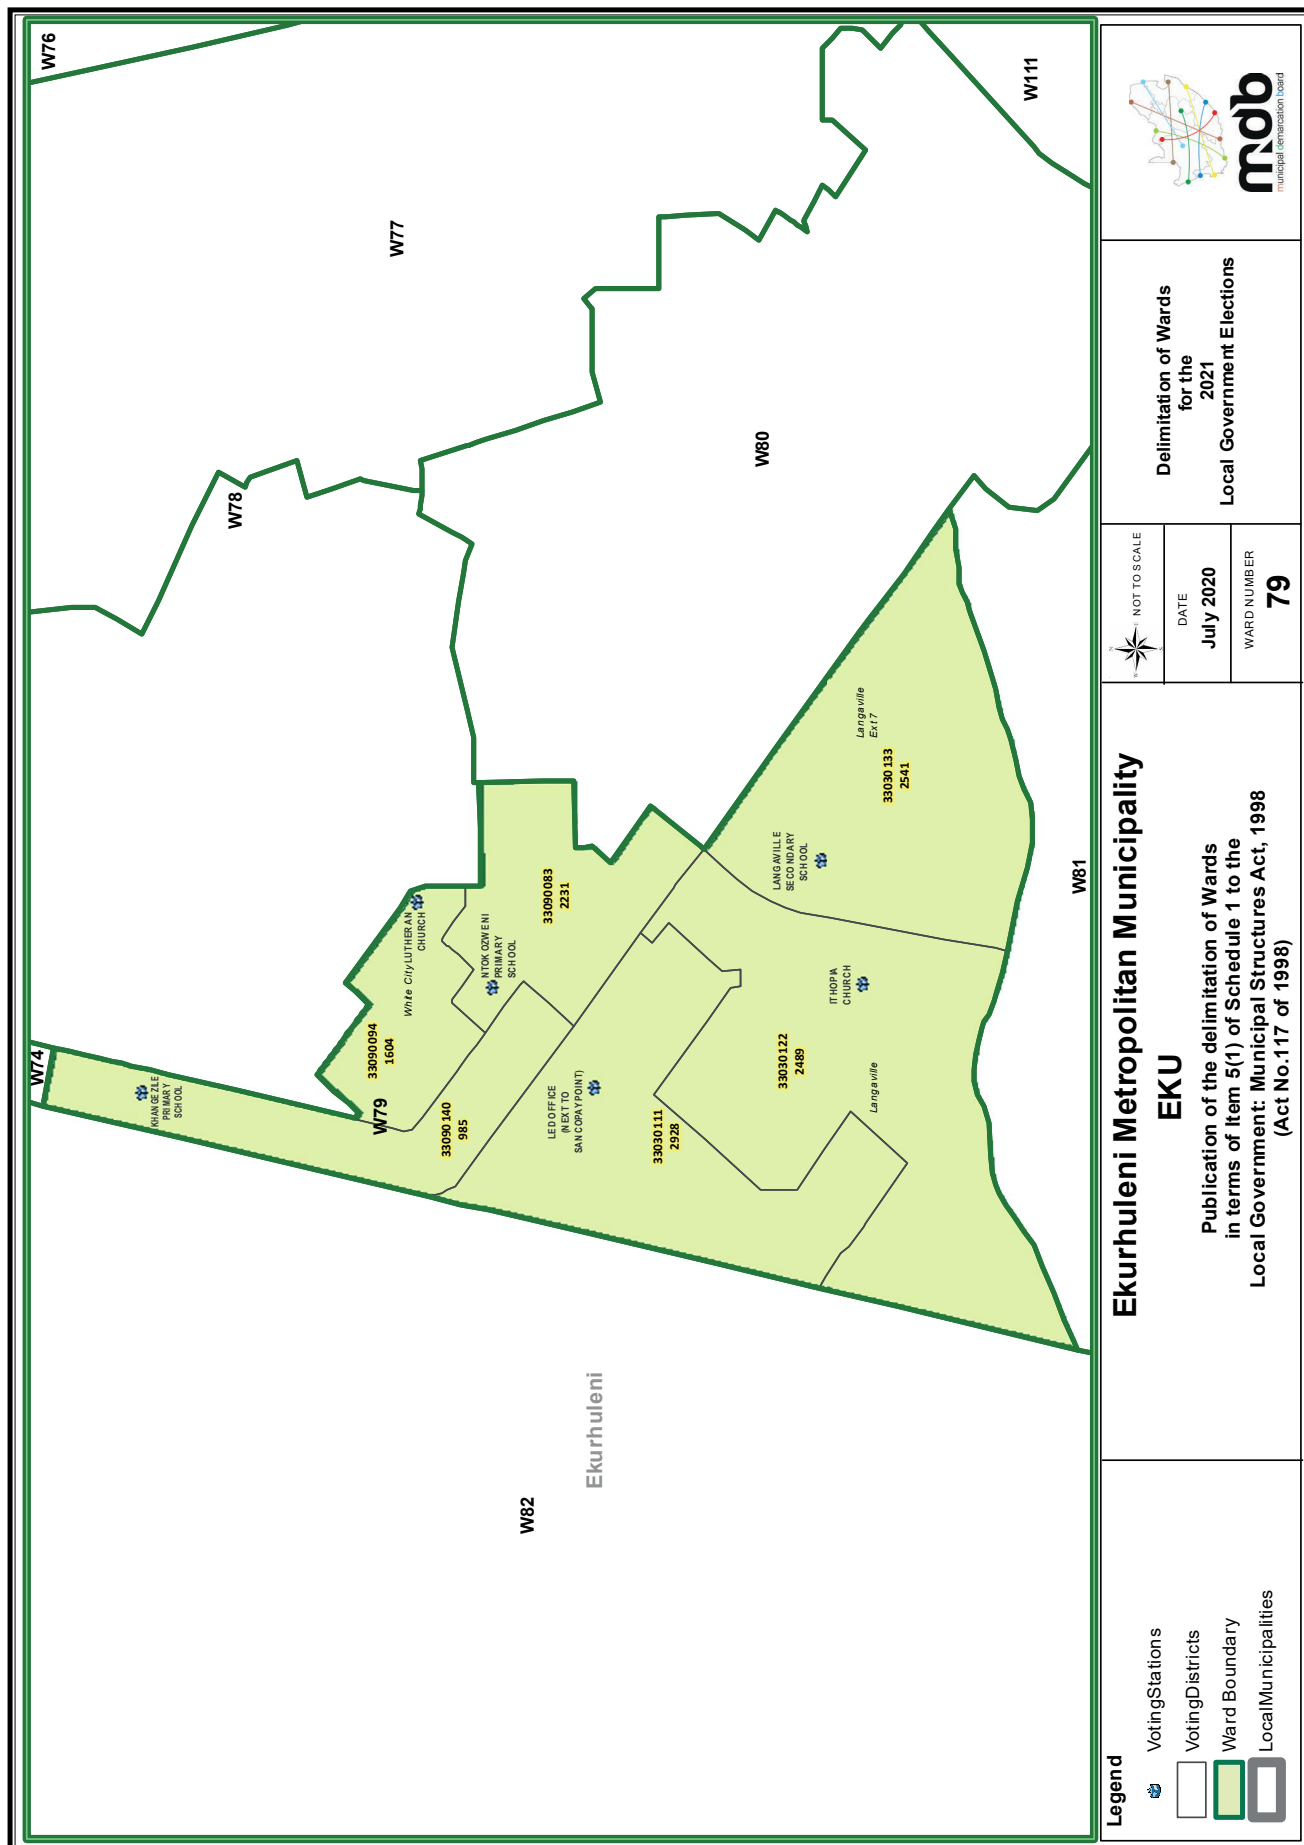 W76
W111
W77
W78
W80
W74
W79
W81
W82
Ekurhuleni
KHANGEZILE
PRIMARY
SCHOOL
33090094
1604
White City
LUTHERAN
CHURCH
NTOKOZWENI
PRIMARY
SCHOOL
33090083
2231
33090140
985
LED OFFICE
(NEXT TO
SANCOPAYPOINT)
33030111
2928
LANGAVILLE
SECONDARY
SCHOOL
Langaville
Ext 7
33030133
2541
ITHOPIA
CHURCH
33030122
2489
Langaville
Legend
VotingStations
VotingDistricts
Ward Boundary
LocalMunicipalities
Ekurhuleni Metropolitan Municipality
EKU
Publication of the delimitation of Wards
in terms of Item 5(1) of Schedule 1 to the
Local Government: Municipal Structures Act, 1998
(Act No.117 of 1998)
N
W
E
S
NOT TO SCALE
DATE
July 2020
WARD NUMBER
79
Delimitation of Wards
for the
2021
Local Government Elections
mdb
municipal demarcation board